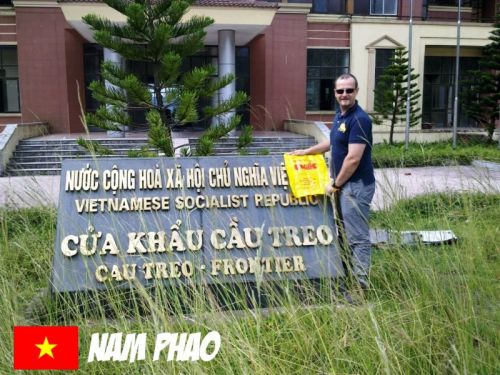 NƯỚC CỘNG HOÀ XÃ HỘI CHỦ NGHĨA VIỆ
VIETNAMESE SOCIALIST REPUBLIC
CỬA KHẨU CẦU TREO
CAU TREO - FRONTIER
NAM PHAO